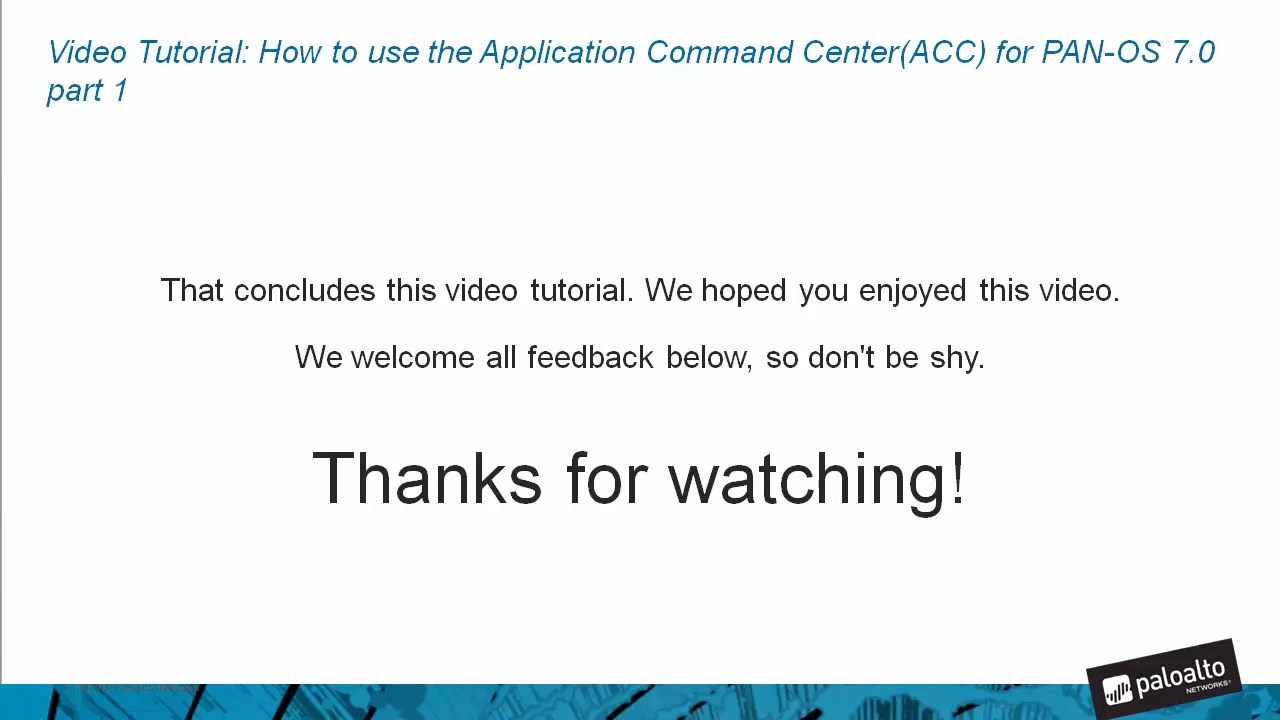 Video Tutorial: How to use the Application Command Center(ACC) for PAN-OS 7.0
part 1
That concludes this video tutorial. We hoped you enjoyed this video.
We welcome all feedback below, so don't be shy.
Thanks for watching!
paloalto
NETWORKS